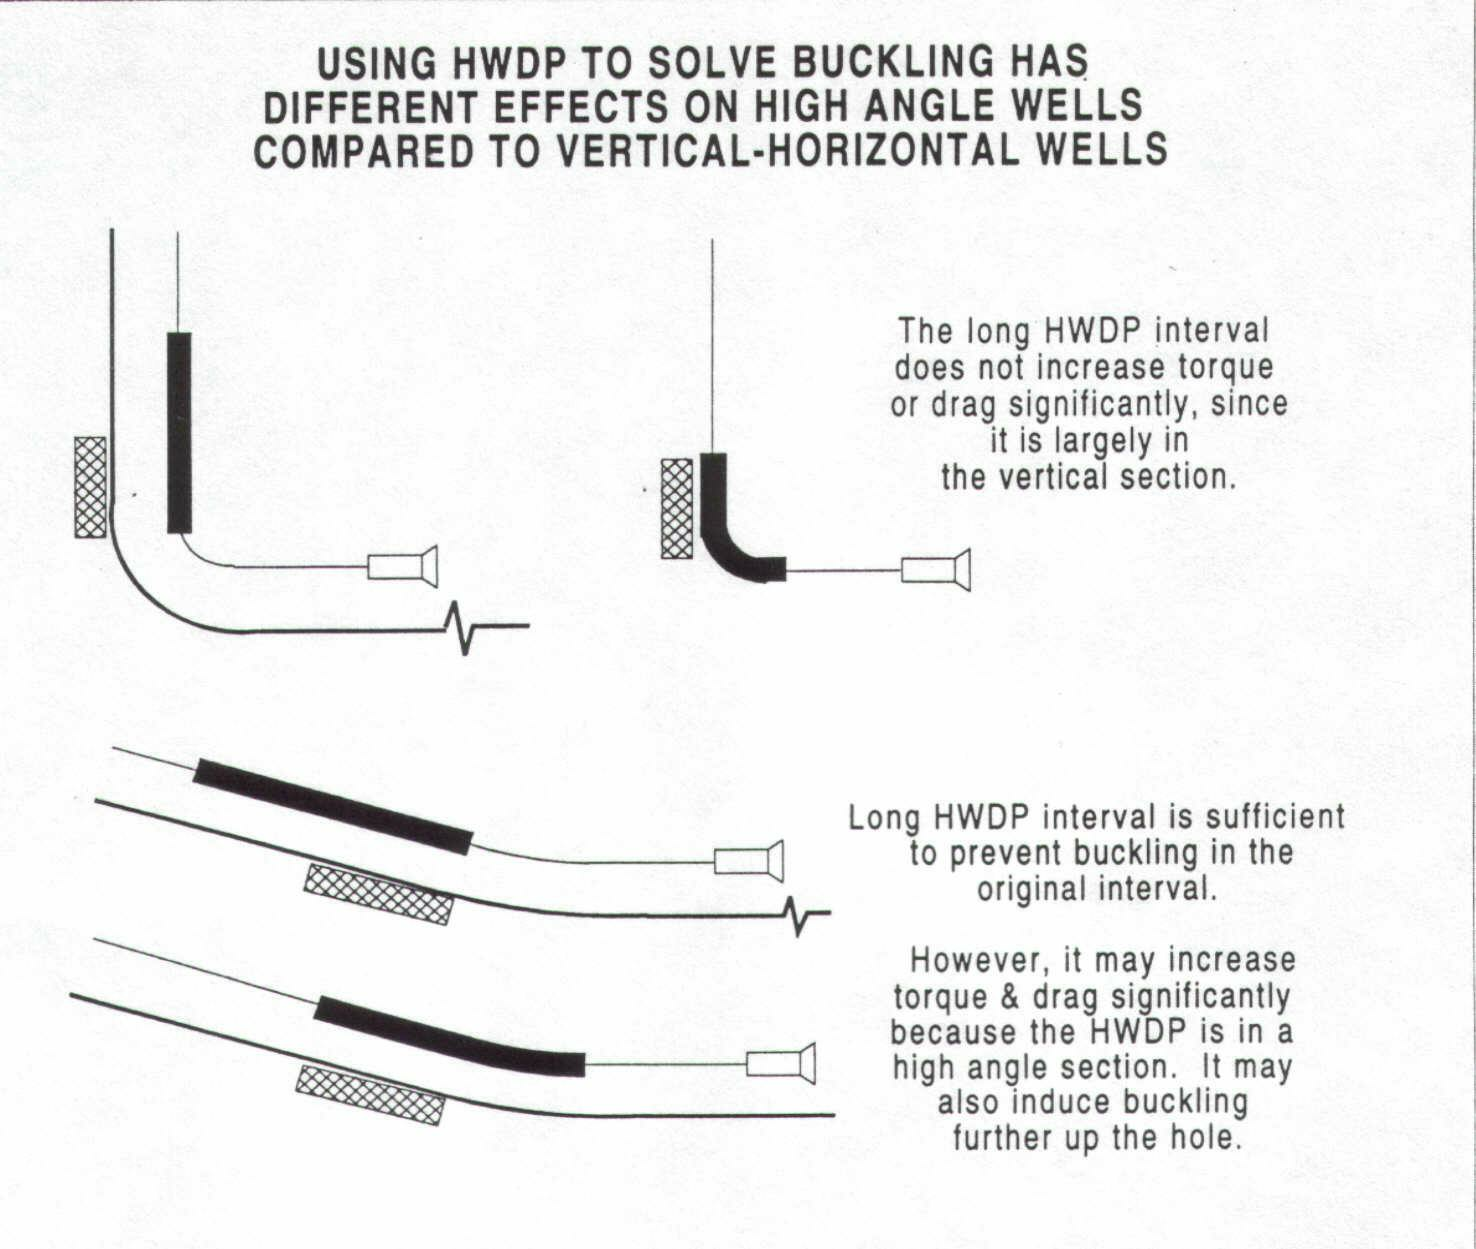 USING HWDP TO SOLVE BUCKLING HAS
DIFFERENT EFFECTS ON HIGH ANGLE WELLS
COMPARED TO VERTICAL-HORIZONTAL WELLS
The long HWDP interval
does not increase torque
or drag significantly, since
it is largely in
the vertical section.
Long HWDP interval is sufficient
to prevent buckling in the
original interval.
However, it may increase
torque & drag significantly
because the HWDP is in a
high angle section. It may
also induce buckling
further up the hole.